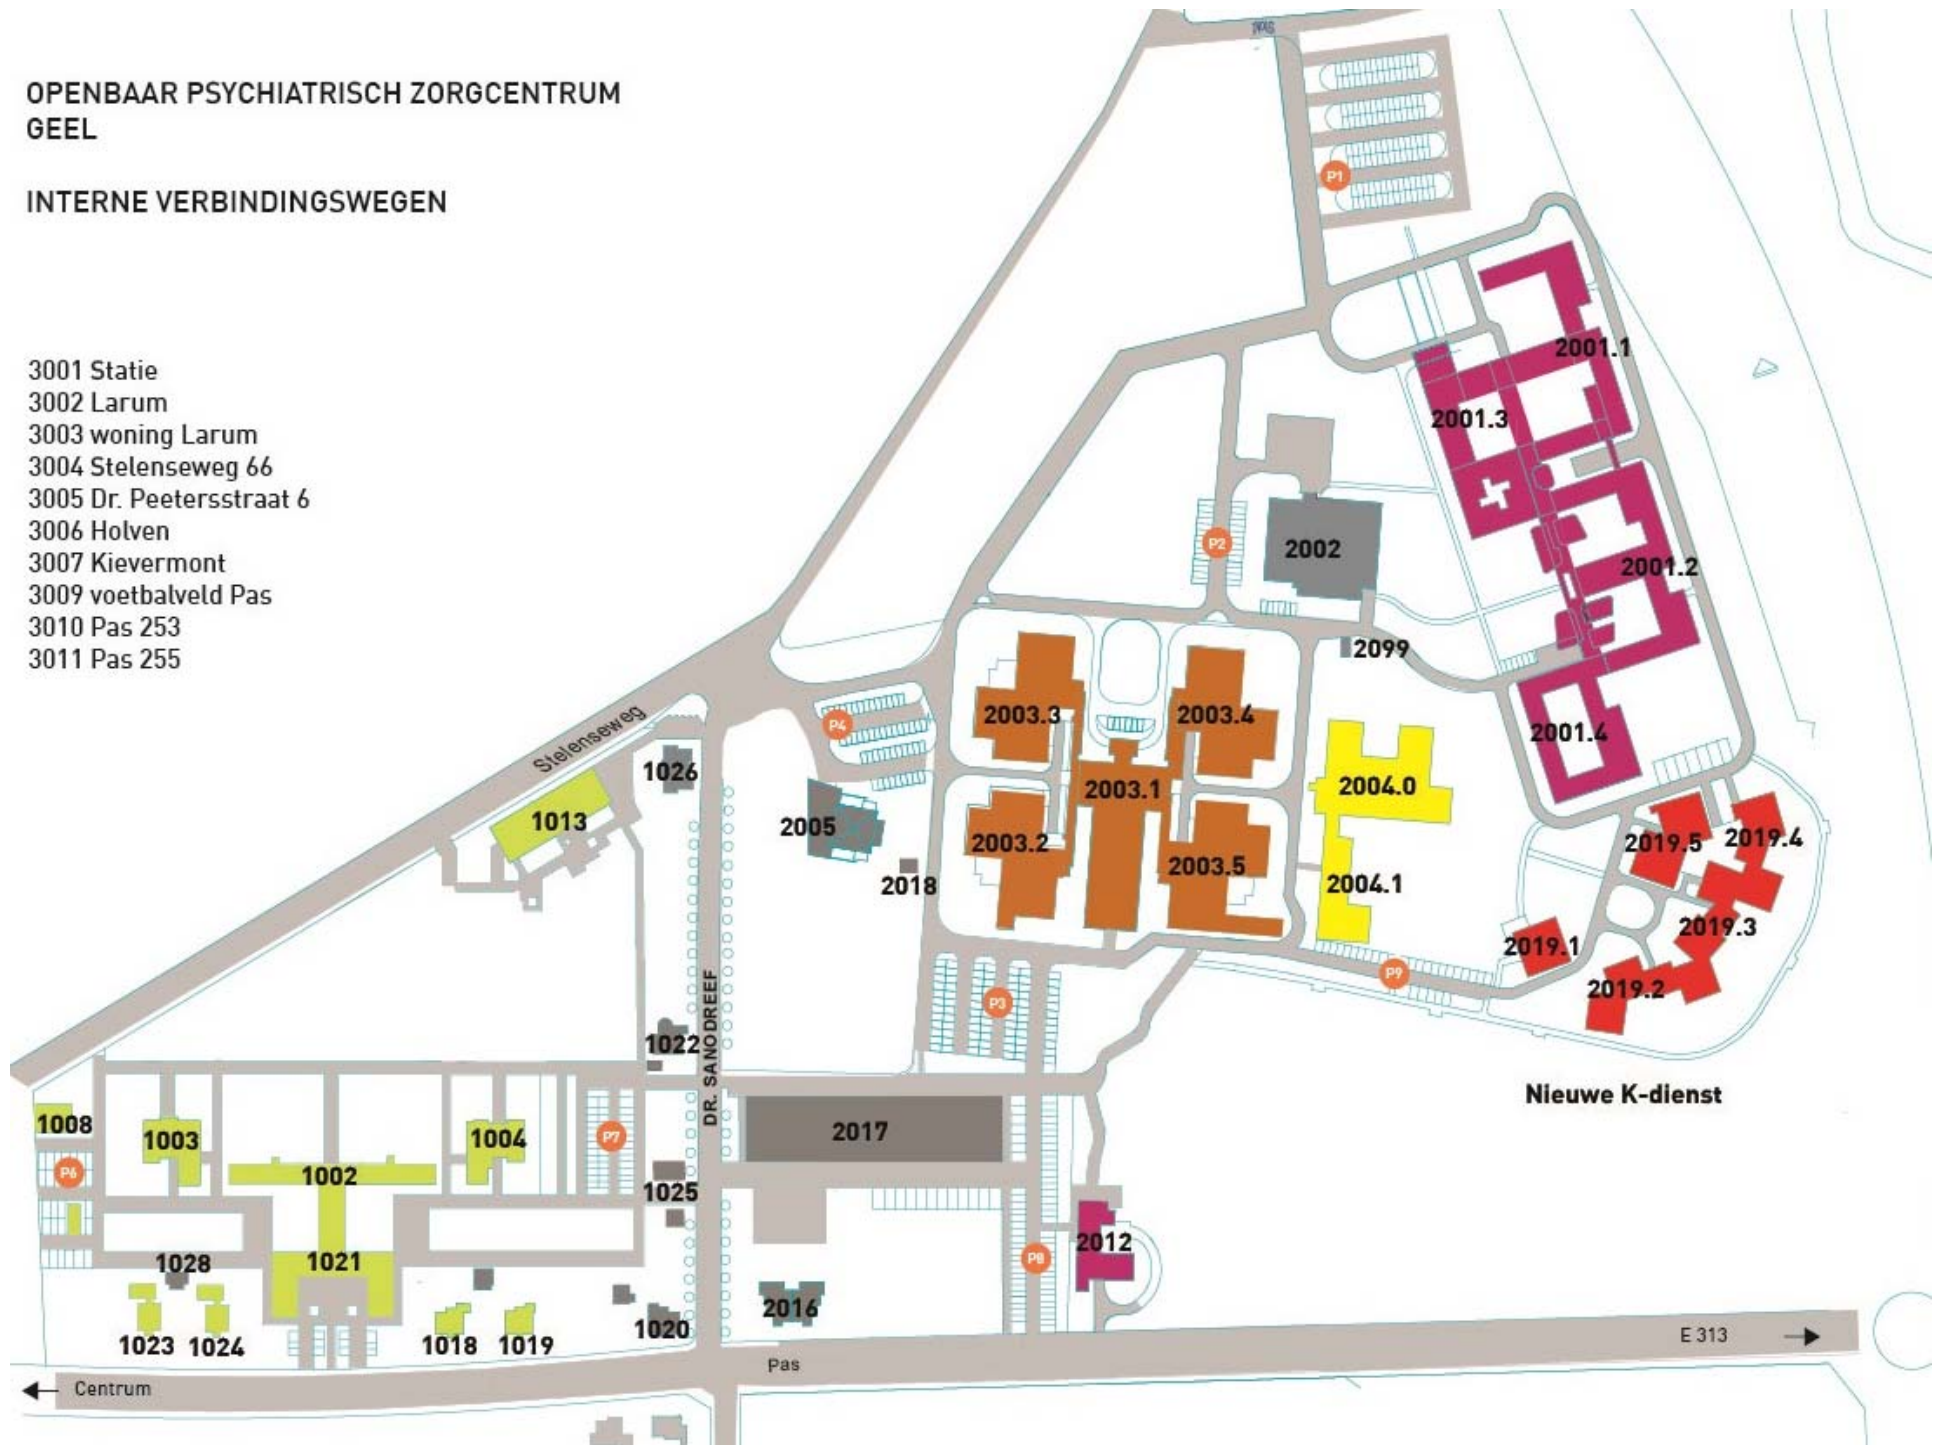 OPENBAAR PSYCHIATRISCH ZORGCENTRUM
GEEL
INTERNE VERBINDINGSWEGEN
3001 Statie
3002 Larum
3003 woning Larum
3004 Stelenseweg 66
3005 Dr. Peetersstraat 6
3006 Holven
3007 Kievermont
3009 voetbalveld Pas
3010 Pas 253
3011 Pas 255
P1
2001.1
2001.3
P2
2002
2001.2
2099
2003.3
2003.4
Stelenseweg
P4
2001.4
1026
2003.1
2004.0
1013
2005
2003.2
2003.5
2019.5
2019.4
2018
2004.1
2019.3
2019.1
P9
2019.2
P3
1022
DR. SANODREEF
Nieuwe K-dienst
1008
1003
1004
P7
2017
P6
1002
1025
2012
1028
1021
P8
2016
1020
1023
1024
1018
1019
E 313
Pas
Centrum